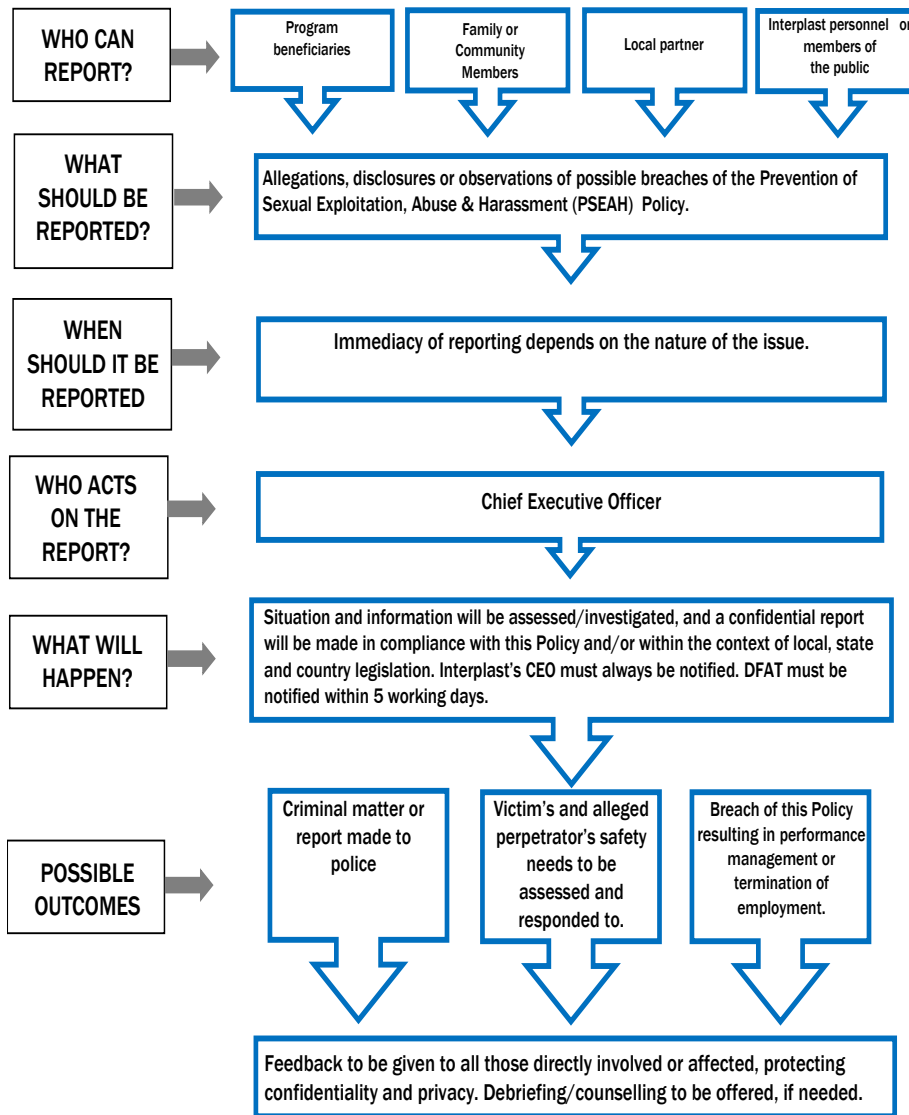 WHO CAN
REPORT?
Program
beneficiaries
Family or
Community
Members
Local partner
Interplast personnel or
members of
the public
WHAT
SHOULD BE
REPORTED?
Allegations, disclosures or observations of possible breaches of the Prevention of
Sexual Exploitation, Abuse & Harassment (PSEAH) Policy.
WHEN
SHOULD IT BE
REPORTED
Immediacy of reporting depends on the nature of the issue.
WHO ACTS
ON THE
REPORT?
Chief Executive Officer
WHAT WILL
HAPPEN?
Situation and information will be assessed/investigated, and a confidential report
will be made in compliance with this Policy and/or within the context of local, state
and country legislation. Interplast's CEO must always be notified. DFAT must be
notified within 5 working days.
POSSIBLE
OUTCOMES
Criminal matter or
report made to
police
Victim's and alleged
perpetrator's safety
needs to be
assessed and
responded to.
Breach of this Policy
resulting in performance
management or
termination of
employment.
Feedback to be given to all those directly involved or affected, protecting
confidentiality and privacy. Debriefing/counselling to be offered, if needed.